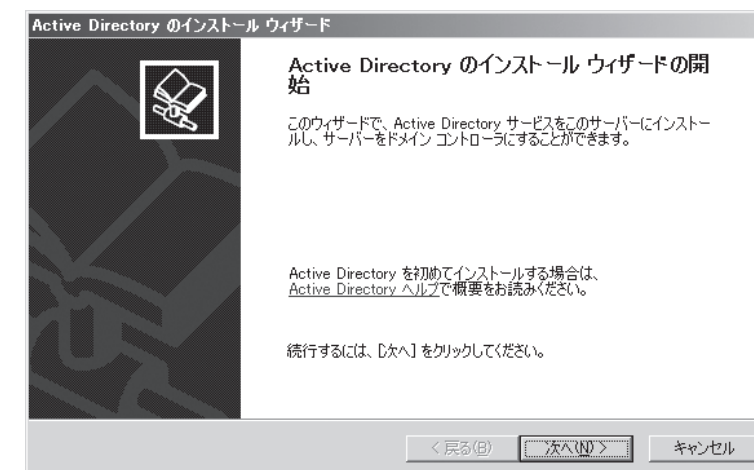 Active Directory のインストール ウィザード
Active Directory のインストール ウィザードの開
始
このウィザードで、Active Directory サービスをこのサーバーにインストー
ルし、サーバーをドメイン コントローラにすることができます。
Active Directory を初めてインストールする場合は、
Active Directory ヘルプで概要をお読みください。
続行するには、[次へ] をクリックしてください。
< 戻る(B)
次へ(N) >
キャンセル